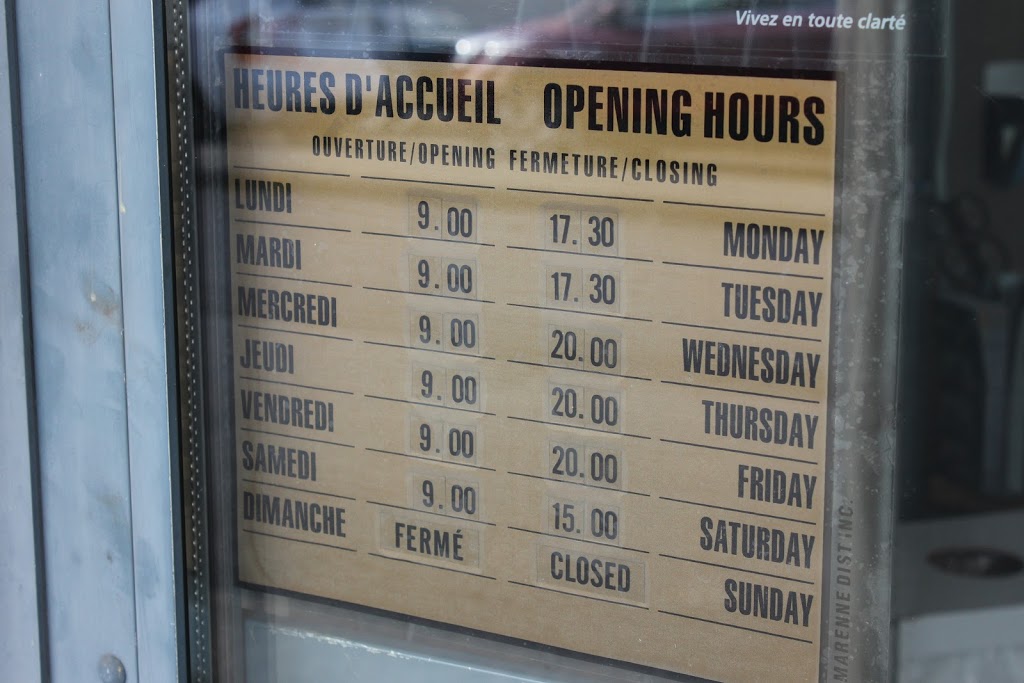 Vivez en toute clarté
HEURES D'ACCUEIL OPENING HOURS
OUVERTURE/OPENING FERMETURE/CLOSING
LUNDI 9.00 17.30 MONDAY
MARDI 9.00 17.30 TUESDAY
MERCREDI 9.00 20.00 WEDNESDAY
JEUDI 9.00 20.00 THURSDAY
VENDREDI 9.00 20.00 FRIDAY
SAMEDI 9.00 15.00 SATURDAY
DIMANCHE FERMÉ CLOSED SUNDAY
MARENNE DIST INC.